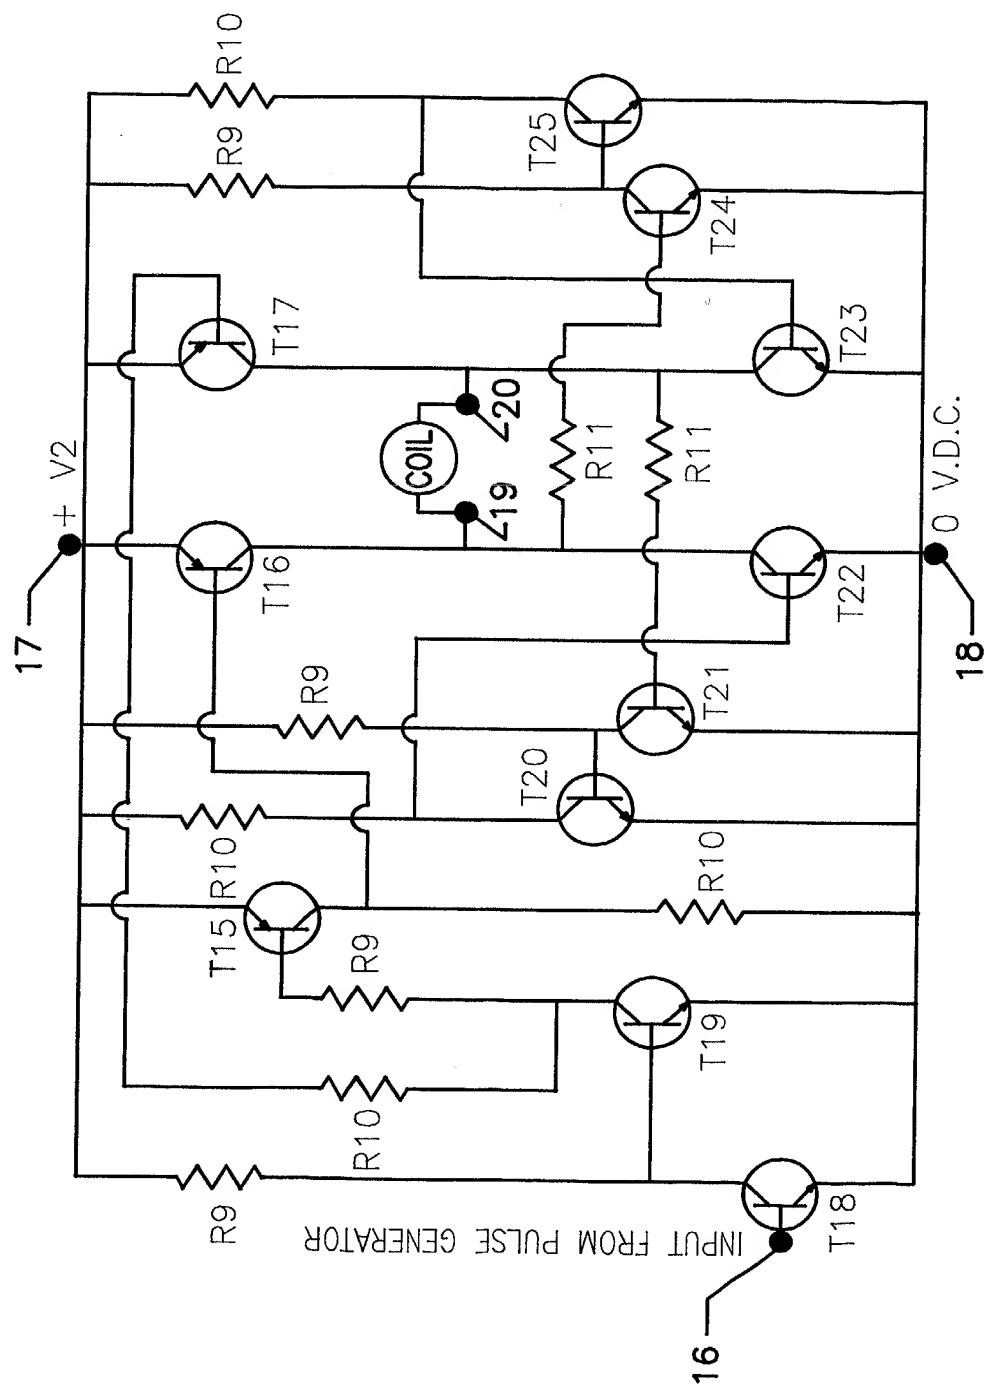 17
+ V2
R10
R9
T17
T16
R9
R10
T15
R9
R10
R9
INPUT FROM PULSE GENERATOR
16
T18
T19
R10
T20
T21
COIL
19
20
R11
R11
T25
T24
T23
T22
0 V.D.C.
18